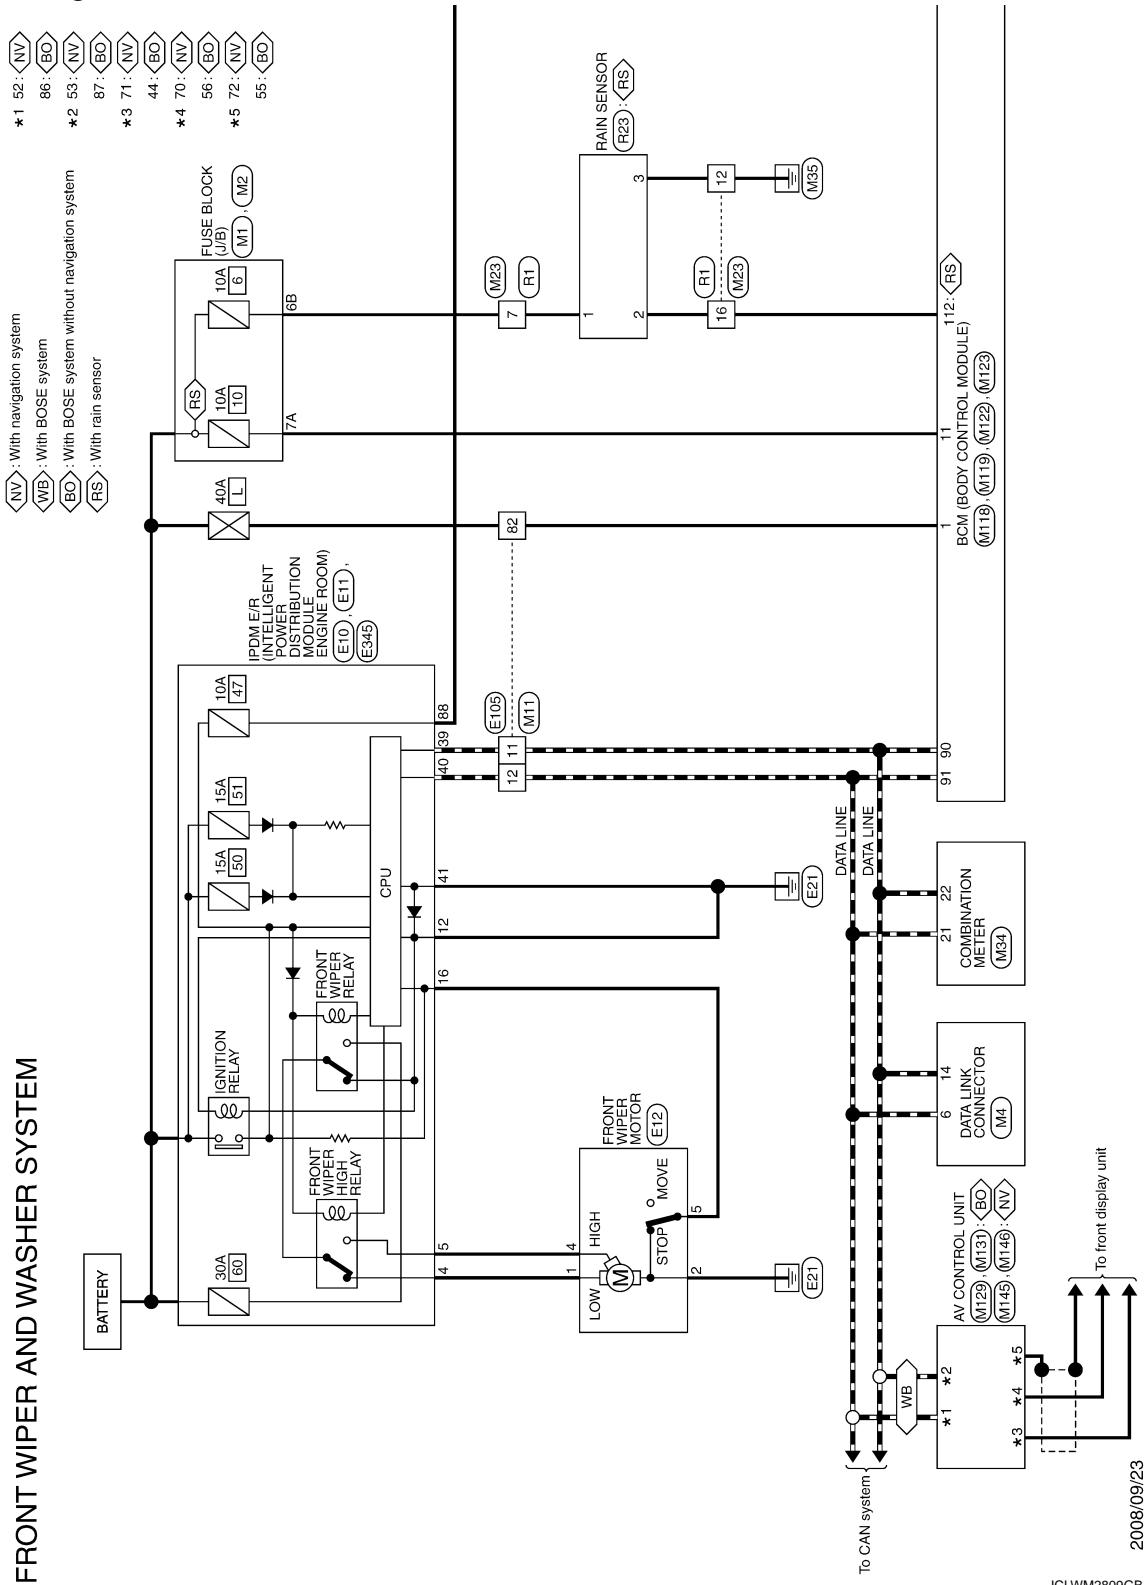 FRONT WIPER AND WASHER SYSTEM
NV : With navigation system
WB : With BOSE system
BO : With BOSE system without navigation system
RS : With rain sensor
★1 52: NV
86: BO
★2 53: NV
87: BO
★3 71: NV
44: BO
★4 70: NV
56: BO
★5 72: NV
55: BO
BATTERY
30A
60
IGNITION
RELAY
15A
50
15A
51
10A
47
IPDM E/R
(INTELLIGENT
POWER
DISTRIBUTION
MODULE
ENGINE ROOM)
E10 , E11 ,
E345
40A
L
10A
10
10A
6
RS
FUSE BLOCK
(J/B)
M1 , M2
7A
6B
FRONT
WIPER
HIGH
RELAY
FRONT
WIPER
RELAY
CPU
4
5
16
12
41
40
39
88
E105
M11
12
11
82
M23
R1
7
FRONT
WIPER
MOTOR
E12
1
4
LOW
HIGH
M
STOP
MOVE
2
5
E21
E21
RAIN SENSOR
R23 : RS
1
2
3
R1
M23
16
12
M35
DATA LINE
DATA LINE
To CAN system
WB
★1
★2
★3
★4
★5
AV CONTROL UNIT
M129 , M131 : BO
M145 , M146 : NV
To front display unit
6
14
DATA LINK
CONNECTOR
M4
21
22
COMBINATION
METER
M34
91
90
1
11
112: RS
BCM (BODY CONTROL MODULE)
M118 , M119 , M122 , M123
2008/09/23